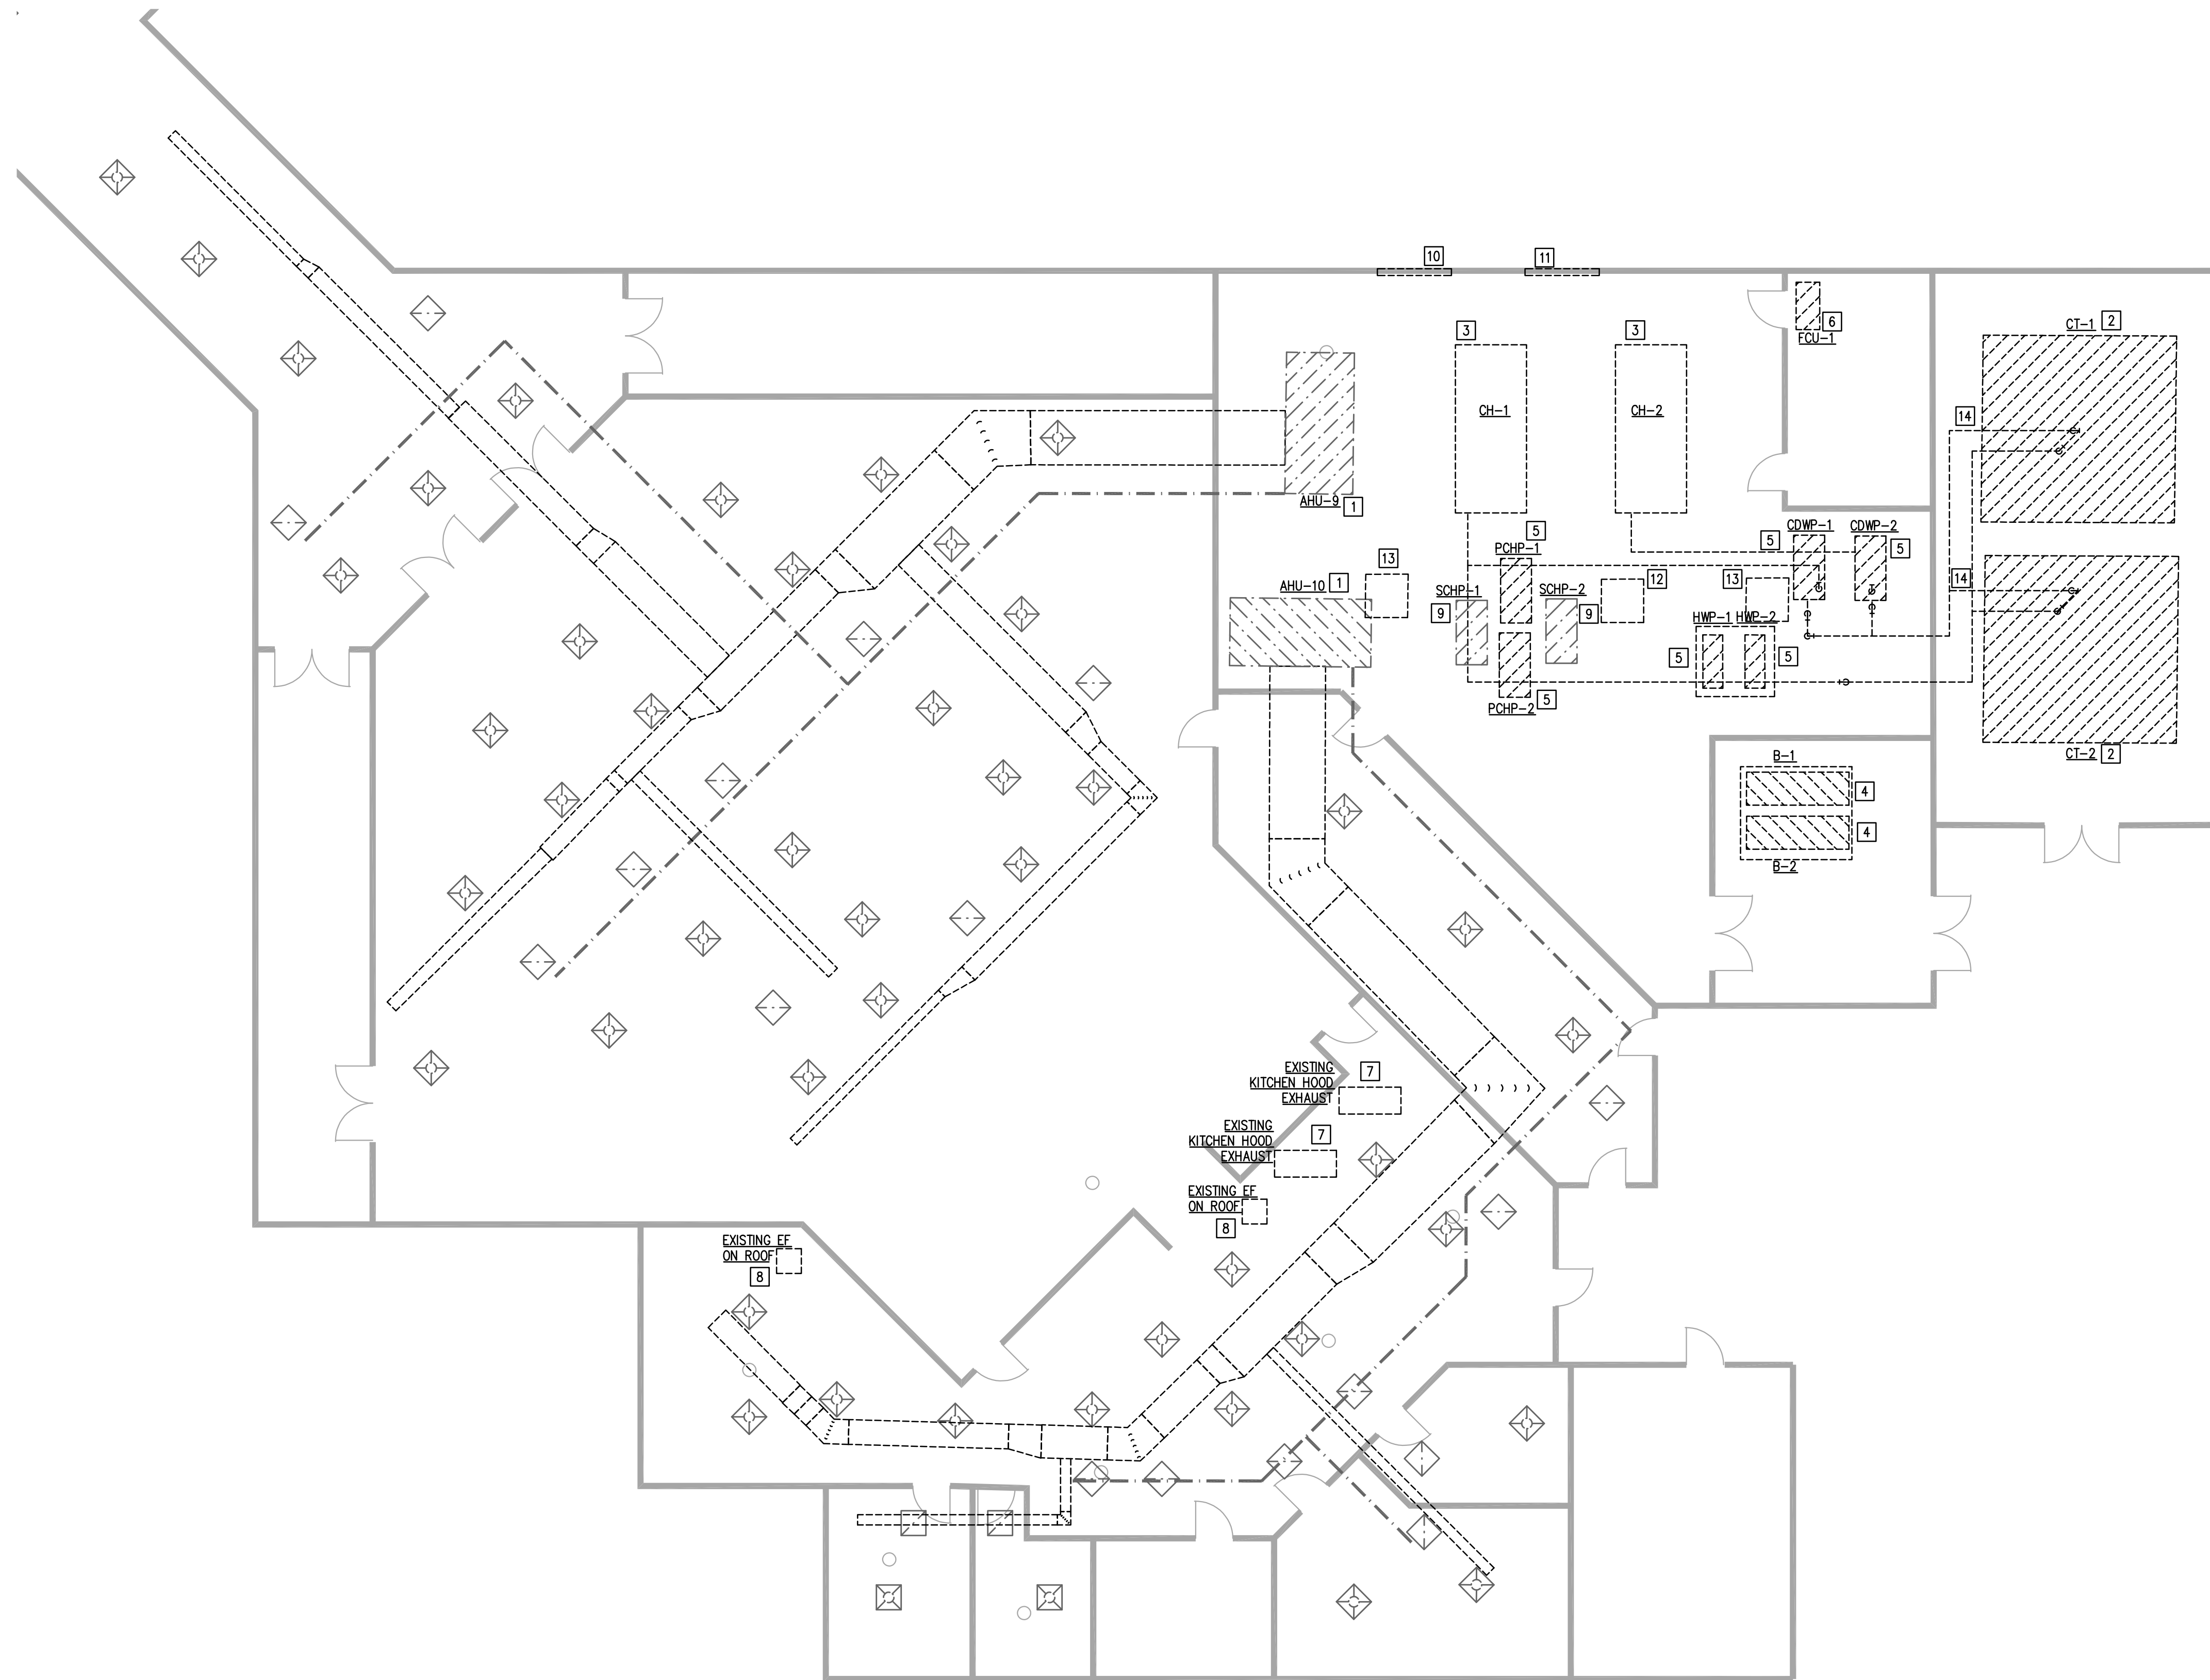 10
11
3
3
6
FCU-1
CT-1 2
CH-1
CH-2
14
AHU-9 1
5
PCHP-1
CDWP-1
5
CDWP-2
5
13
AHU-10 1
SCHP-1
9
SCHP-2
9
12
13
14
HWP-1 HWP-2
5
5
5
PCHP-2
CT-2 2
B-1
4
4
B-2
EXISTING
KITCHEN HOOD
EXHAUST
7
EXISTING
KITCHEN HOOD
EXHAUST
7
EXISTING EF
ON ROOF
8
EXISTING EF
ON ROOF
8